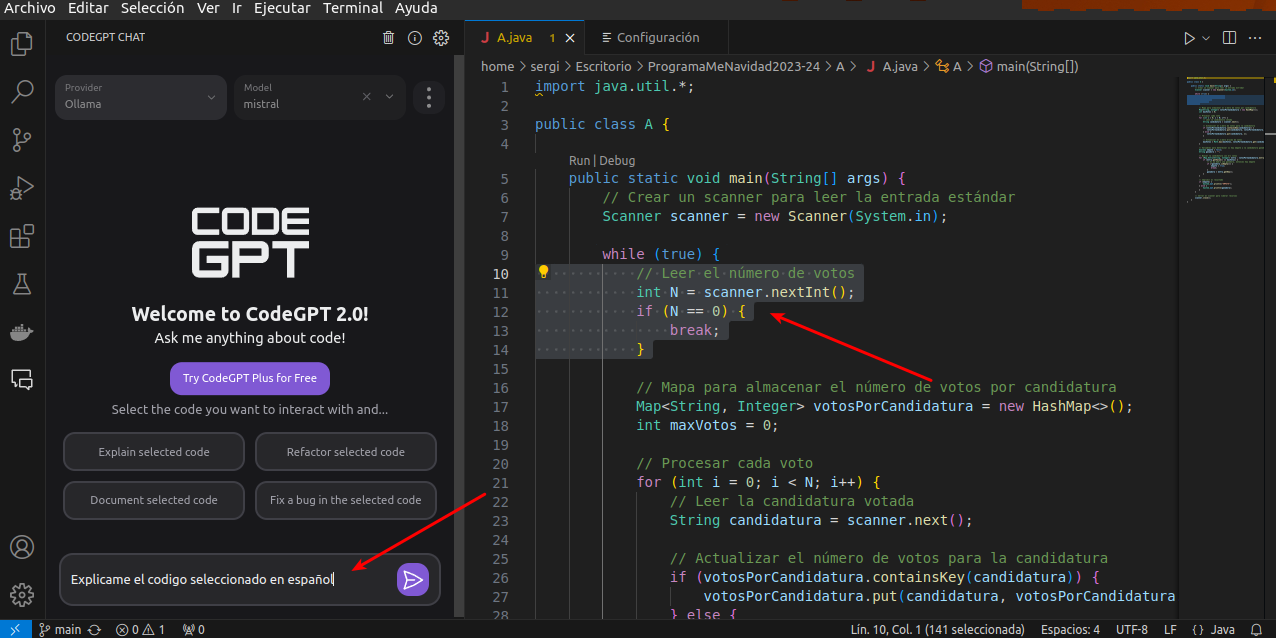 Archivo Editar Selección Ver Ir Ejecutar Terminal Ayuda
CODEGPT CHAT
Provider
Ollama
Model
mistral
CODE
GPT
Welcome to CodeGPT 2.0!
Ask me anything about code!
Try CodeGPT Plus for Free
Select the code you want to interact with and...
Explain selected code
Refactor selected code
Document selected code
Fix a bug in the selected code
Explicame el codigo seleccionado en español
J A.java 1
Configuración
home > sergi > Escritorio > ProgramaMeNavidad2023-24 > A > J A.java > A > main(String[])
1 import java.util.*;
2
3 public class A {
4
Run | Debug
5 public static void main(String[] args) {
6 // Crear un scanner para leer la entrada estándar
7 Scanner scanner = new Scanner(System.in);
8
9 while (true) {
10 // Leer el número de votos
11 int N = scanner.nextInt();
12 if (N == 0) {
13 break;
14 }
15
16 // Mapa para almacenar el número de votos por candidatura
17 Map<String, Integer> votosPorCandidatura = new HashMap<>();
18 int maxVotos = 0;
19
20 // Procesar cada voto
21 for (int i = 0; i < N; i++) {
22 // Leer la candidatura votada
23 String candidatura = scanner.next();
24
25 // Actualizar el número de votos para la candidatura
26 if (votosPorCandidatura.containsKey(candidatura)) {
27 votosPorCandidatura.put(candidatura, votosPorCandidatura
28 } else {
main 0 1 0
Lín. 10, Col. 1 (141 seleccionada) Espacios: 4 UTF-8 LF {} Java